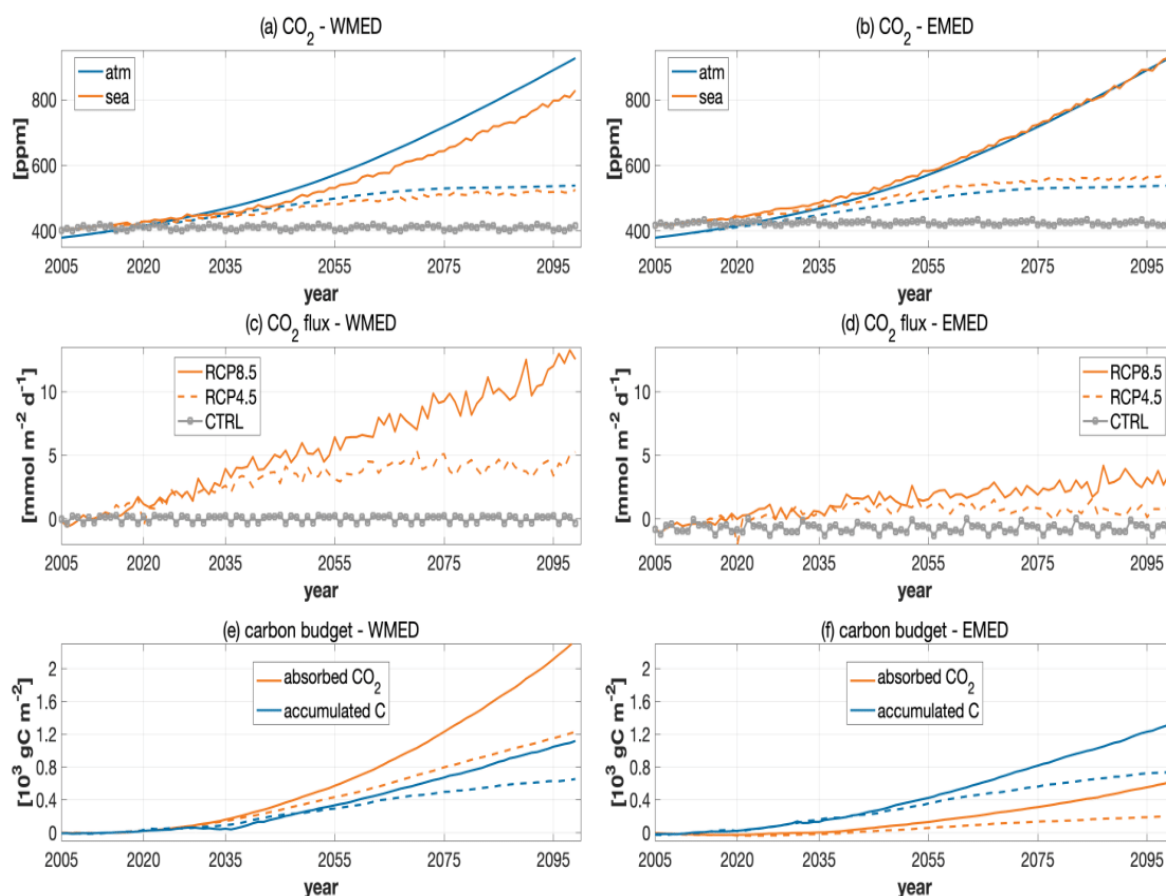 (a) CO₂ - WMED
atm
sea
[ppm]
800
600
400
2005 2020 2035 2055 2075 2095
year
(b) CO₂ - EMED
atm
sea
[ppm]
800
600
400
2005 2020 2035 2055 2075 2095
year
(c) CO₂ flux - WMED
RCP8.5
RCP4.5
CTRL
[mmol m⁻² d⁻¹]
10
5
0
2005 2020 2035 2055 2075 2095
year
(d) CO₂ flux - EMED
RCP8.5
RCP4.5
CTRL
[mmol m⁻² d⁻¹]
10
5
0
2005 2020 2035 2055 2075 2095
year
(e) carbon budget - WMED
absorbed CO₂
accumulated C
[10³ gC m⁻²]
2
1.6
1.2
0.8
0.4
0
2005 2020 2035 2055 2075 2095
year
(f) carbon budget - EMED
absorbed CO₂
accumulated C
[10³ gC m⁻²]
2
1.6
1.2
0.8
0.4
0
2005 2020 2035 2055 2075 2095
year